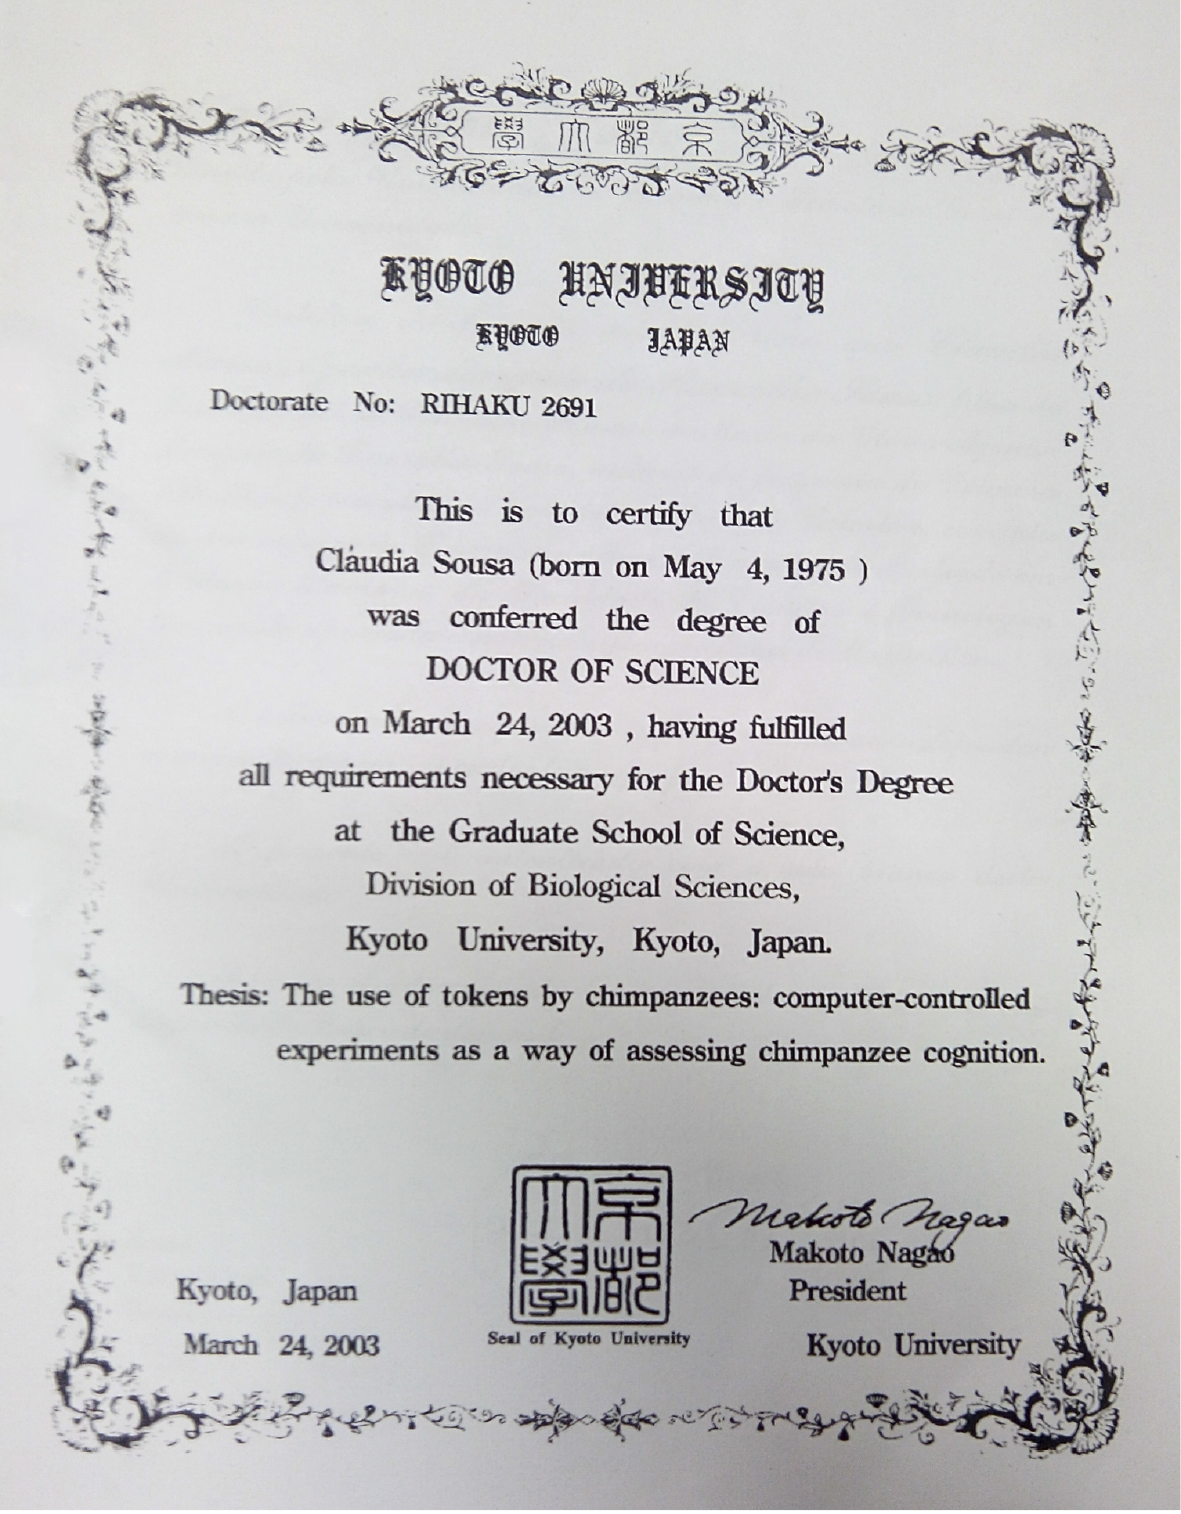 學大都京
KYOTO UNIVERSITY
KYOTO JAPAN
Doctorate No: RIHAKU 2691
This is to certify that
Cláudia Sousa (born on May 4, 1975 )
was conferred the degree of
DOCTOR OF SCIENCE
on March 24, 2003 , having fulfilled
all requirements necessary for the Doctor's Degree
at the Graduate School of Science,
Division of Biological Sciences,
Kyoto University, Kyoto, Japan.
Thesis: The use of tokens by chimpanzees: computer-controlled
experiments as a way of assessing chimpanzee cognition.
京都
大學
Makoto Nagao
Makoto Nagao
President
Kyoto University
Seal of Kyoto University
Kyoto, Japan
March 24, 2003